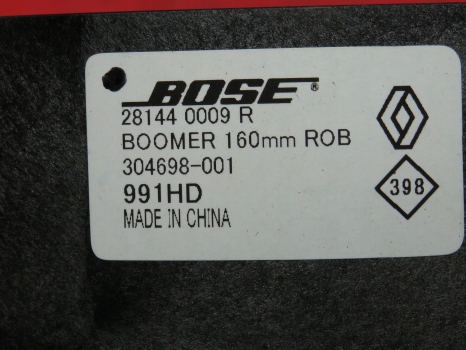 BOSE®
28144 0009 R
BOOMER 160mm ROB
304698-001
398
991HD
MADE IN CHINA